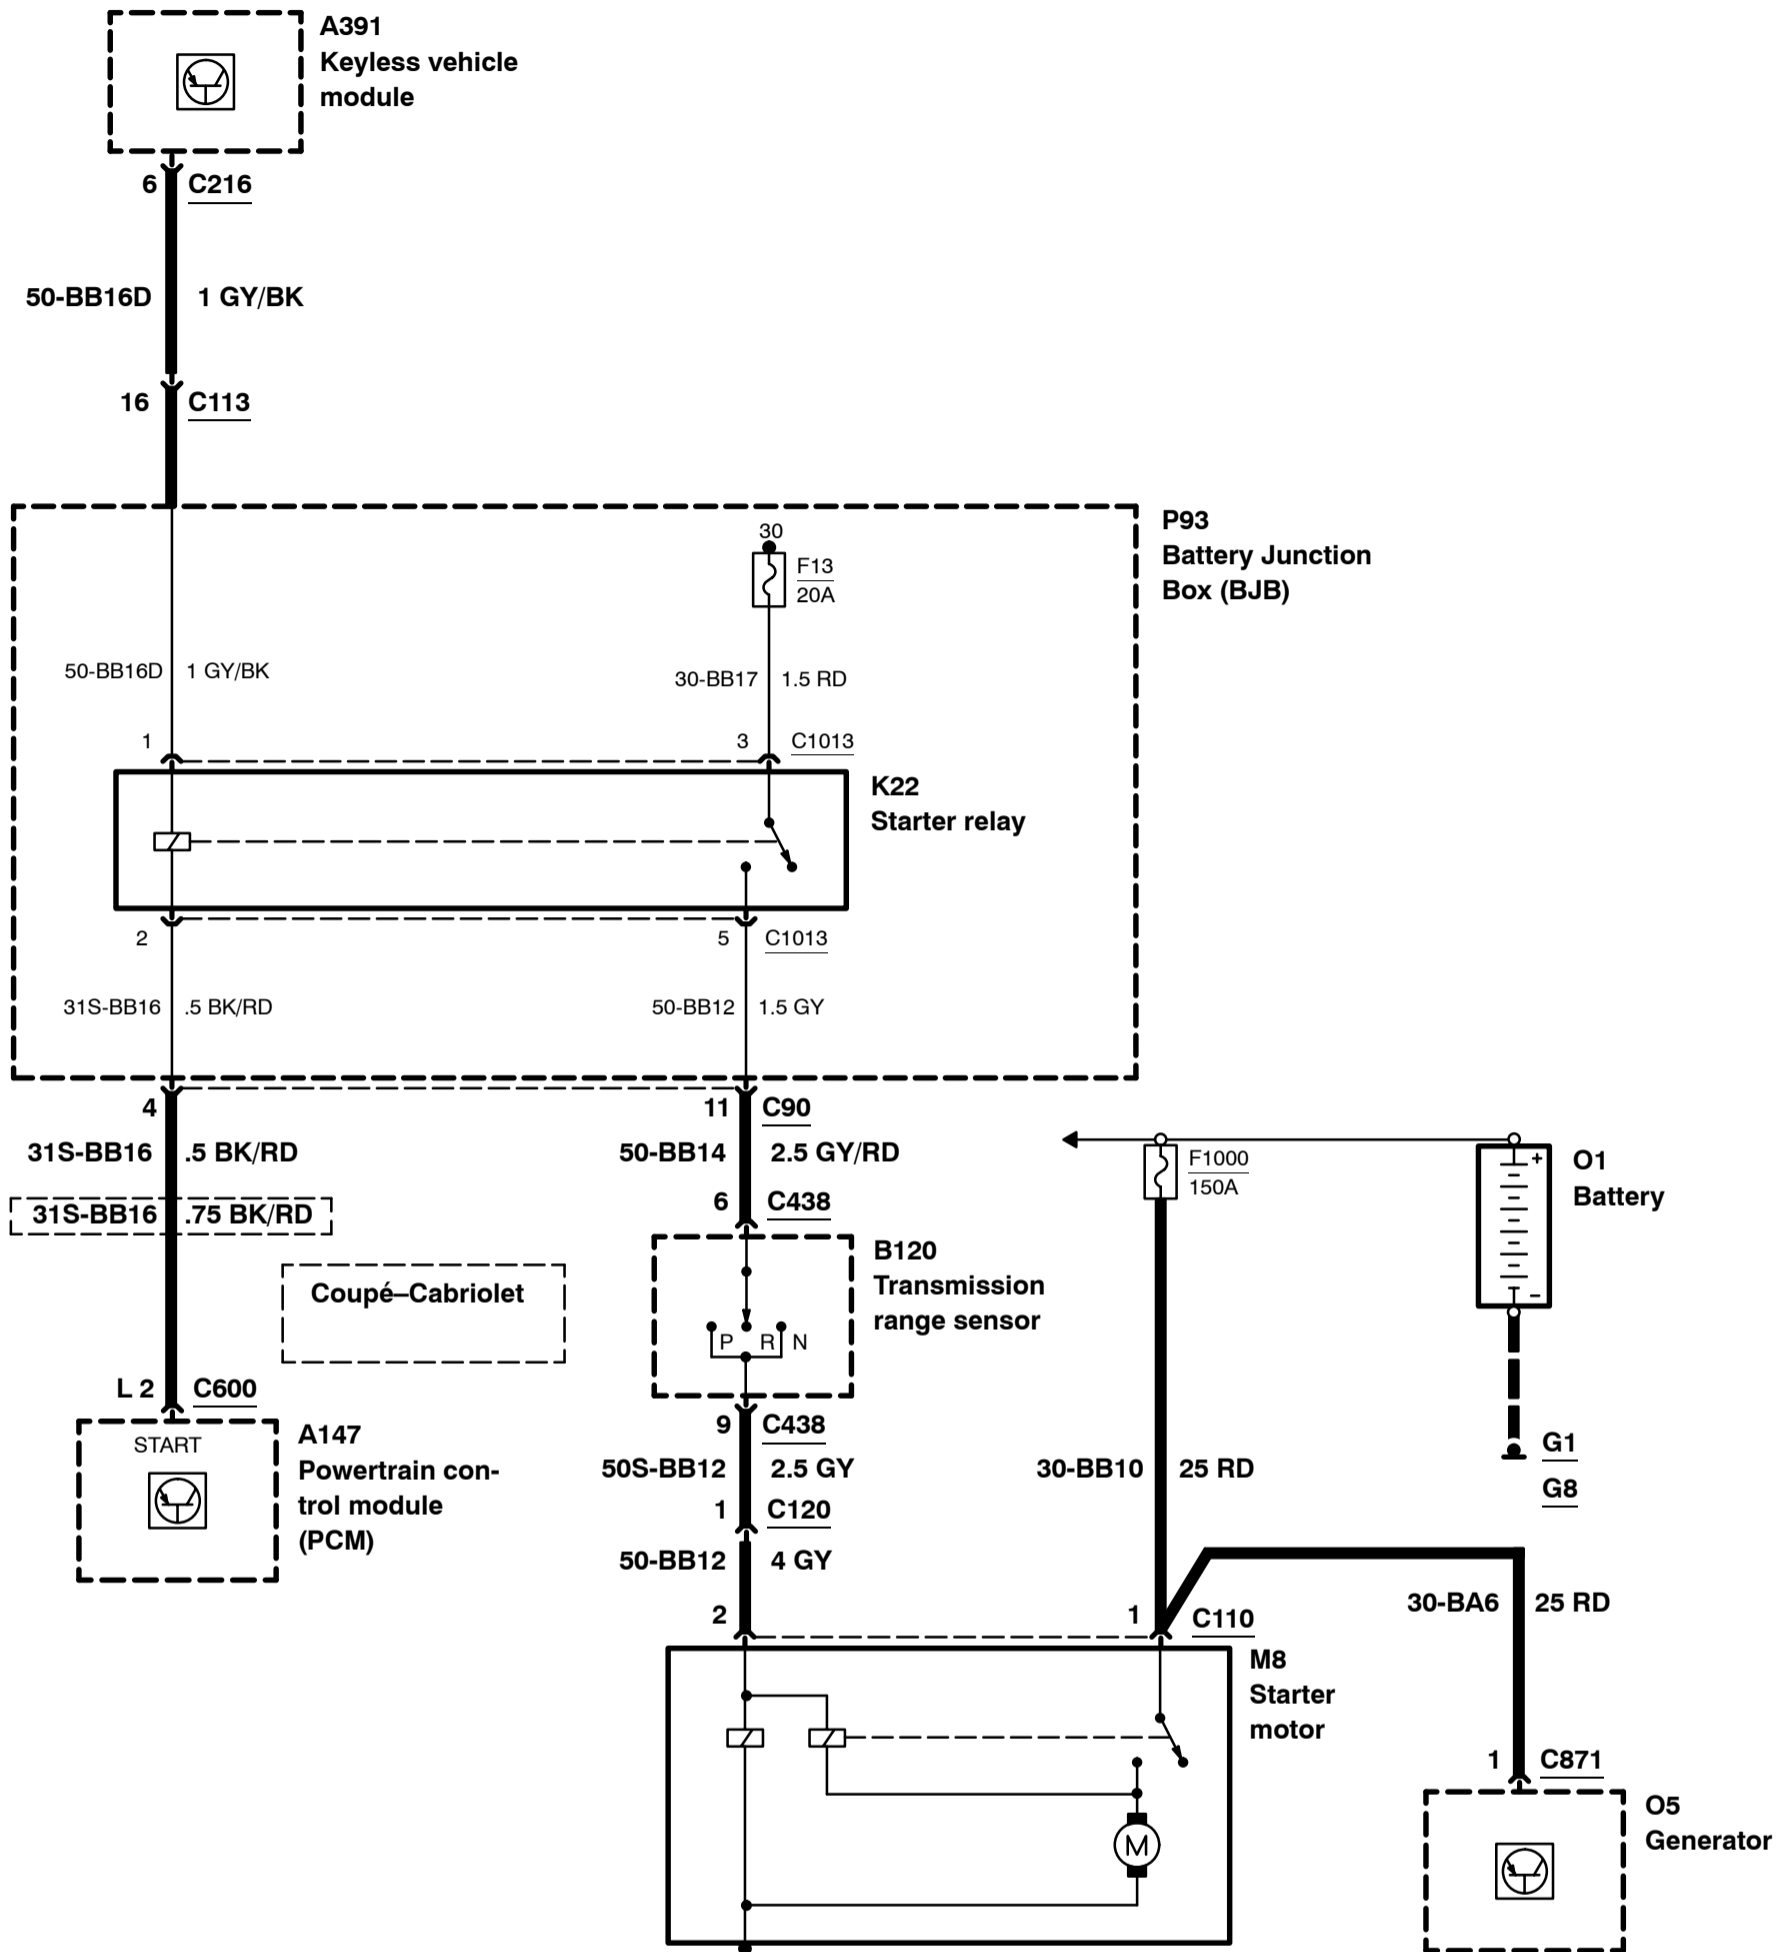 A391
Keyless vehicle
module
6 C216
50-BB16D 1 GY/BK
16 C113
P93
Battery Junction
Box (BJB)
30
F13
20A
50-BB16D 1 GY/BK
30-BB17 1.5 RD
1
3 C1013
K22
Starter relay
2
5 C1013
31S-BB16 .5 BK/RD
50-BB12 1.5 GY
4
11 C90
31S-BB16 .5 BK/RD
50-BB14 2.5 GY/RD
31S-BB16 .75 BK/RD
6 C438
F1000
150A
+
O1
Battery
–
B120
Transmission
range sensor
P R N
Coupé–Cabriolet
L 2 C600
START
A147
Powertrain con-
trol module
(PCM)
9 C438
50S-BB12 2.5 GY
1 C120
50-BB12 4 GY
30-BB10 25 RD
G1
G8
2
1 C110
30-BA6 25 RD
M8
Starter
motor
M
1 C871
O5
Generator